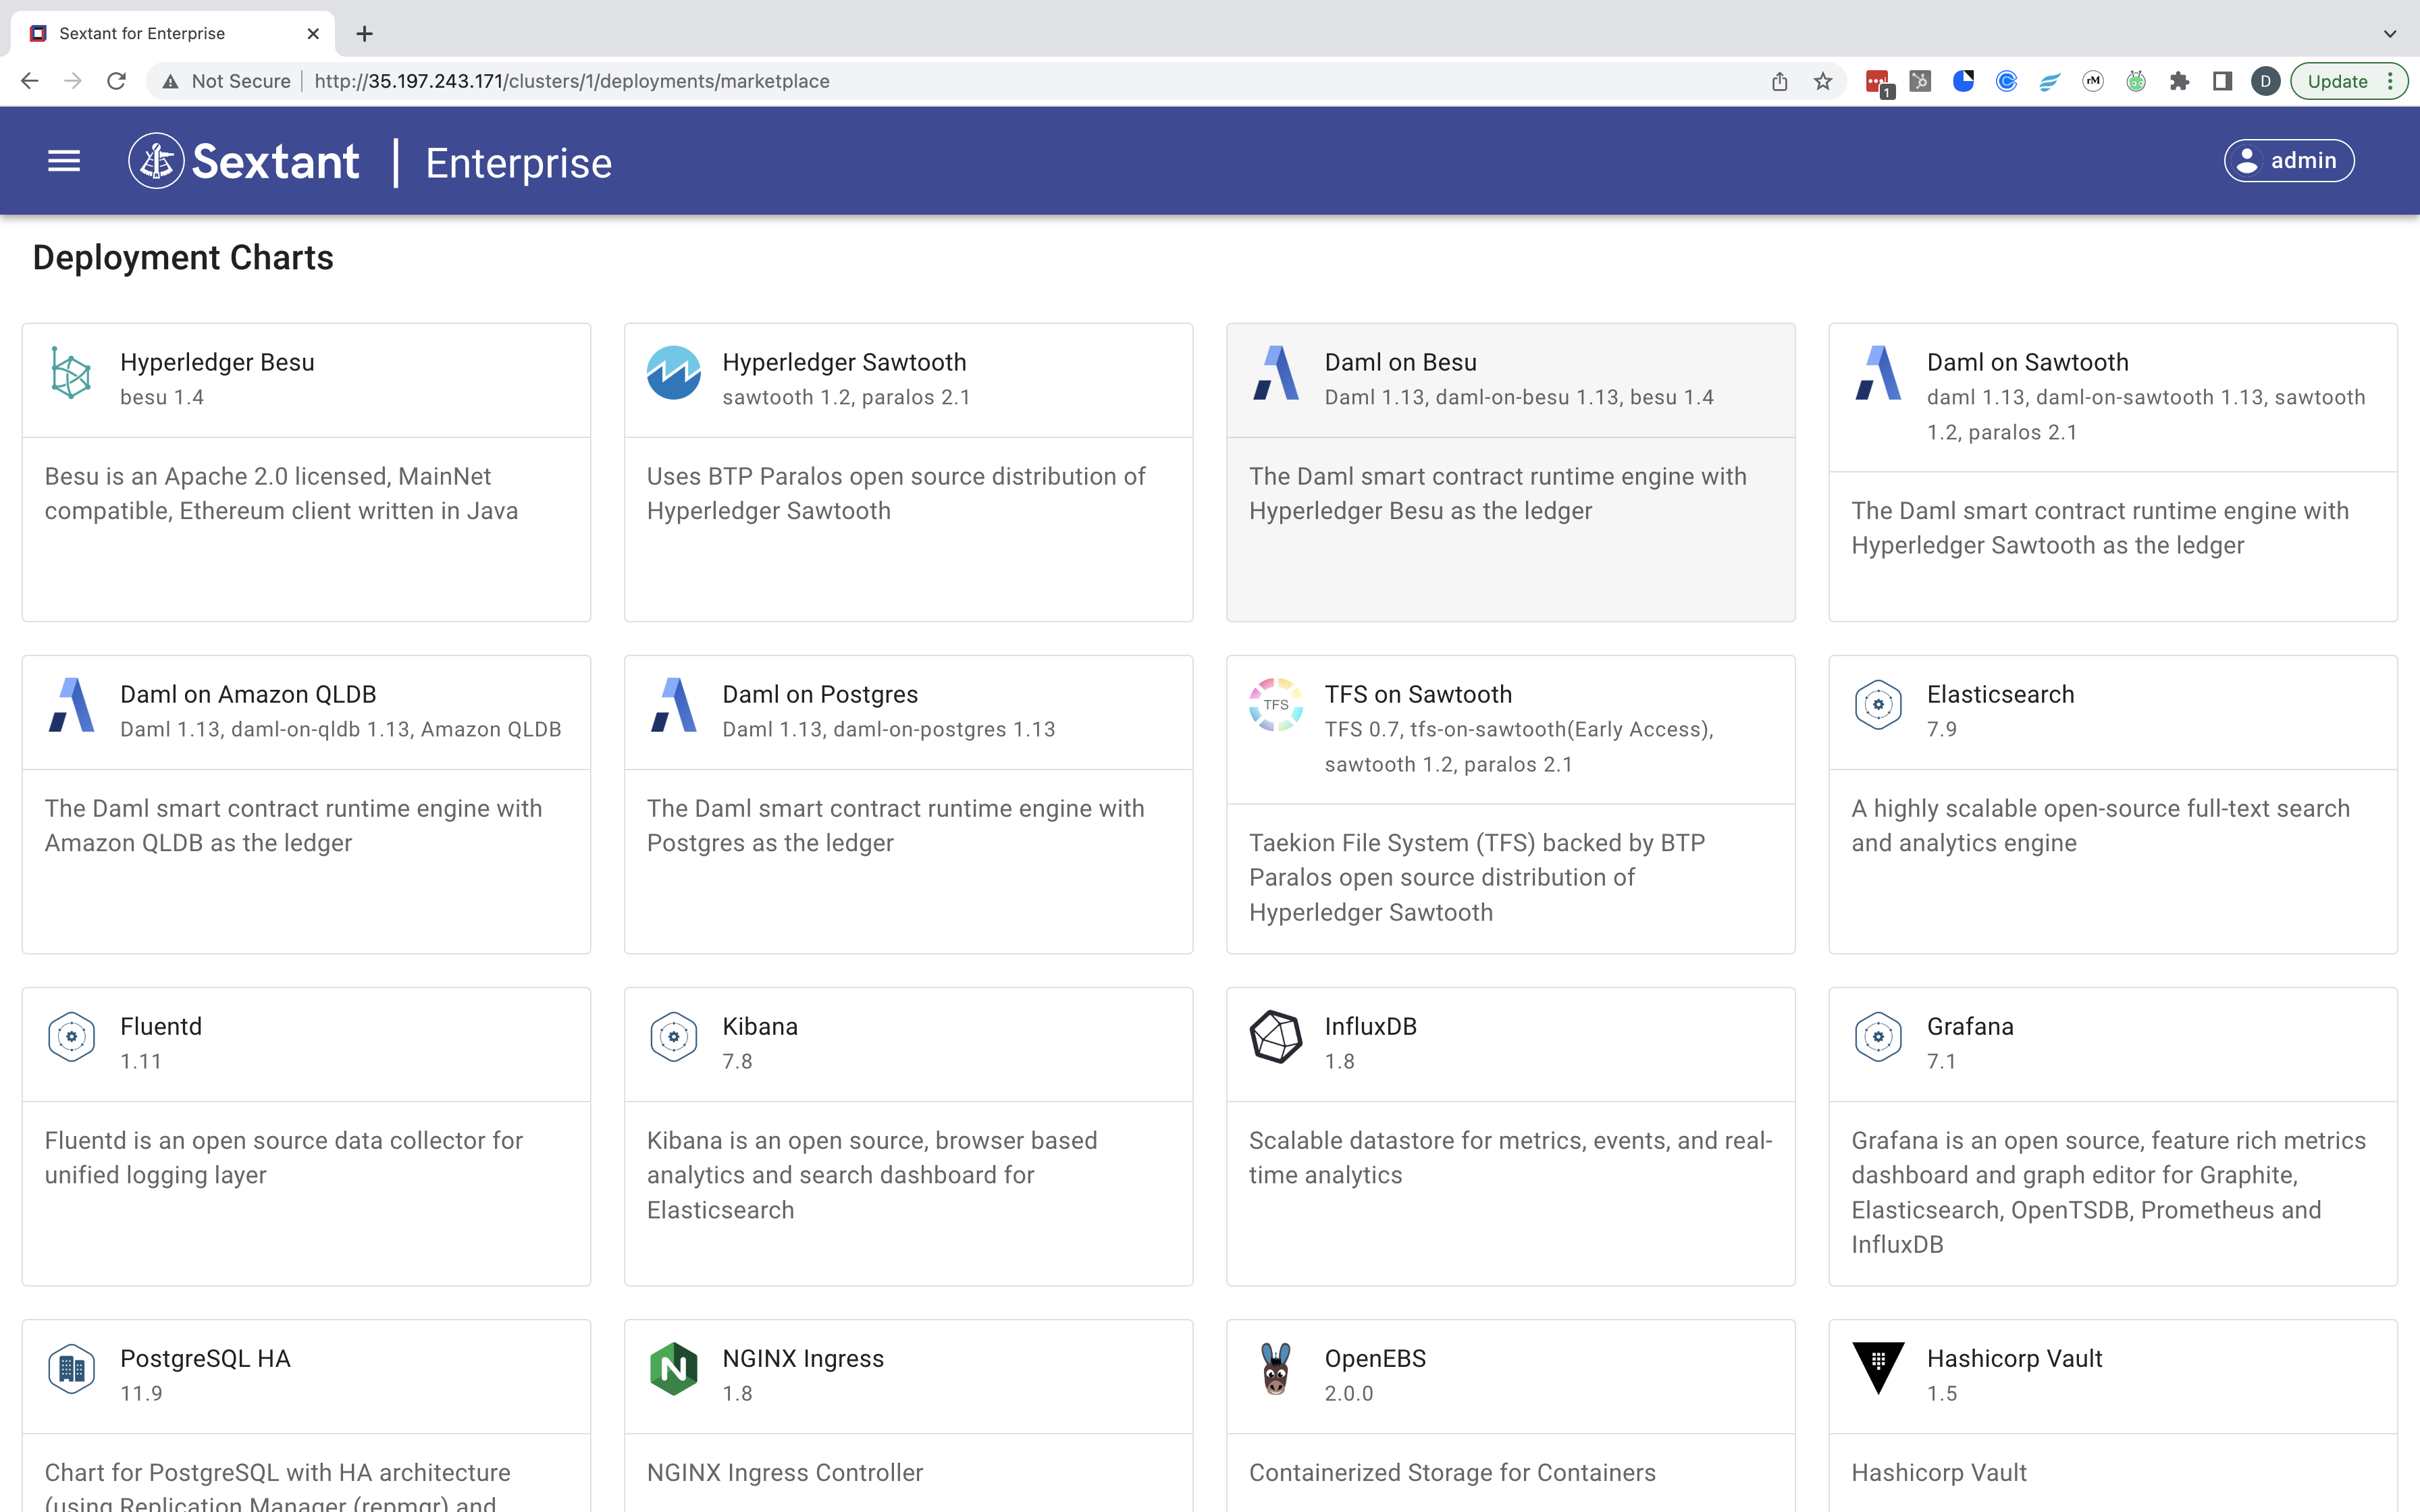 Sextant for Enterprise
Not Secure | http://35.197.243.171/clusters/1/deployments/marketplace
1
rM
D
Update
Sextant | Enterprise
admin
Deployment Charts
Hyperledger Besu
besu 1.4
Besu is an Apache 2.0 licensed, MainNet
compatible, Ethereum client written in Java
Hyperledger Sawtooth
sawtooth 1.2, paralos 2.1
Uses BTP Paralos open source distribution of
Hyperledger Sawtooth
Daml on Besu
Daml 1.13, daml-on-besu 1.13, besu 1.4
The Daml smart contract runtime engine with
Hyperledger Besu as the ledger
Daml on Sawtooth
daml 1.13, daml-on-sawtooth 1.13, sawtooth
1.2, paralos 2.1
The Daml smart contract runtime engine with
Hyperledger Sawtooth as the ledger
Daml on Amazon QLDB
Daml 1.13, daml-on-qldb 1.13, Amazon QLDB
The Daml smart contract runtime engine with
Amazon QLDB as the ledger
Daml on Postgres
Daml 1.13, daml-on-postgres 1.13
The Daml smart contract runtime engine with
Postgres as the ledger
TFS
TFS on Sawtooth
TFS 0.7, tfs-on-sawtooth(Early Access),
sawtooth 1.2, paralos 2.1
Taekion File System (TFS) backed by BTP
Paralos open source distribution of
Hyperledger Sawtooth
Elasticsearch
7.9
A highly scalable open-source full-text search
and analytics engine
Fluentd
1.11
Fluentd is an open source data collector for
unified logging layer
Kibana
7.8
Kibana is an open source, browser based
analytics and search dashboard for
Elasticsearch
InfluxDB
1.8
Scalable datastore for metrics, events, and real-
time analytics
Grafana
7.1
Grafana is an open source, feature rich metrics
dashboard and graph editor for Graphite,
Elasticsearch, OpenTSDB, Prometheus and
InfluxDB
PostgreSQL HA
11.9
Chart for PostgreSQL with HA architecture
(using Replication Manager (repmgr) and
N
NGINX Ingress
1.8
NGINX Ingress Controller
OpenEBS
2.0.0
Containerized Storage for Containers
Hashicorp Vault
1.5
Hashicorp Vault